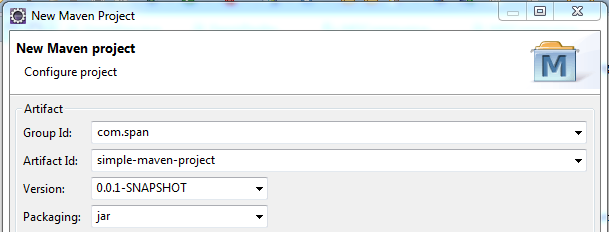 New Maven Project
New Maven project
Configure project
M
Artifact
Group Id: com.span
Artifact Id: simple-maven-project
Version: 0.0.1-SNAPSHOT
Packaging: jar